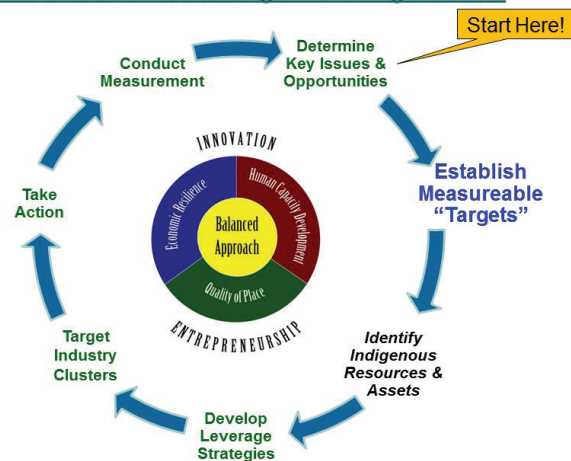 Start Here!
Determine
Key Issues &
Opportunities
Establish
Measureable
“Targets”
Identify
Indigenous
Resources &
Assets
Develop
Leverage
Strategies
Target
Industry
Clusters
Take
Action
Conduct
Measurement
INNOVATION
Economic Resilience
Human Capacity Development
Balanced
Approach
Quality of Place
ENTREPRENEURSHIP